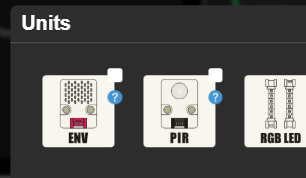 Units
? ?
ENV PIR RGB LED